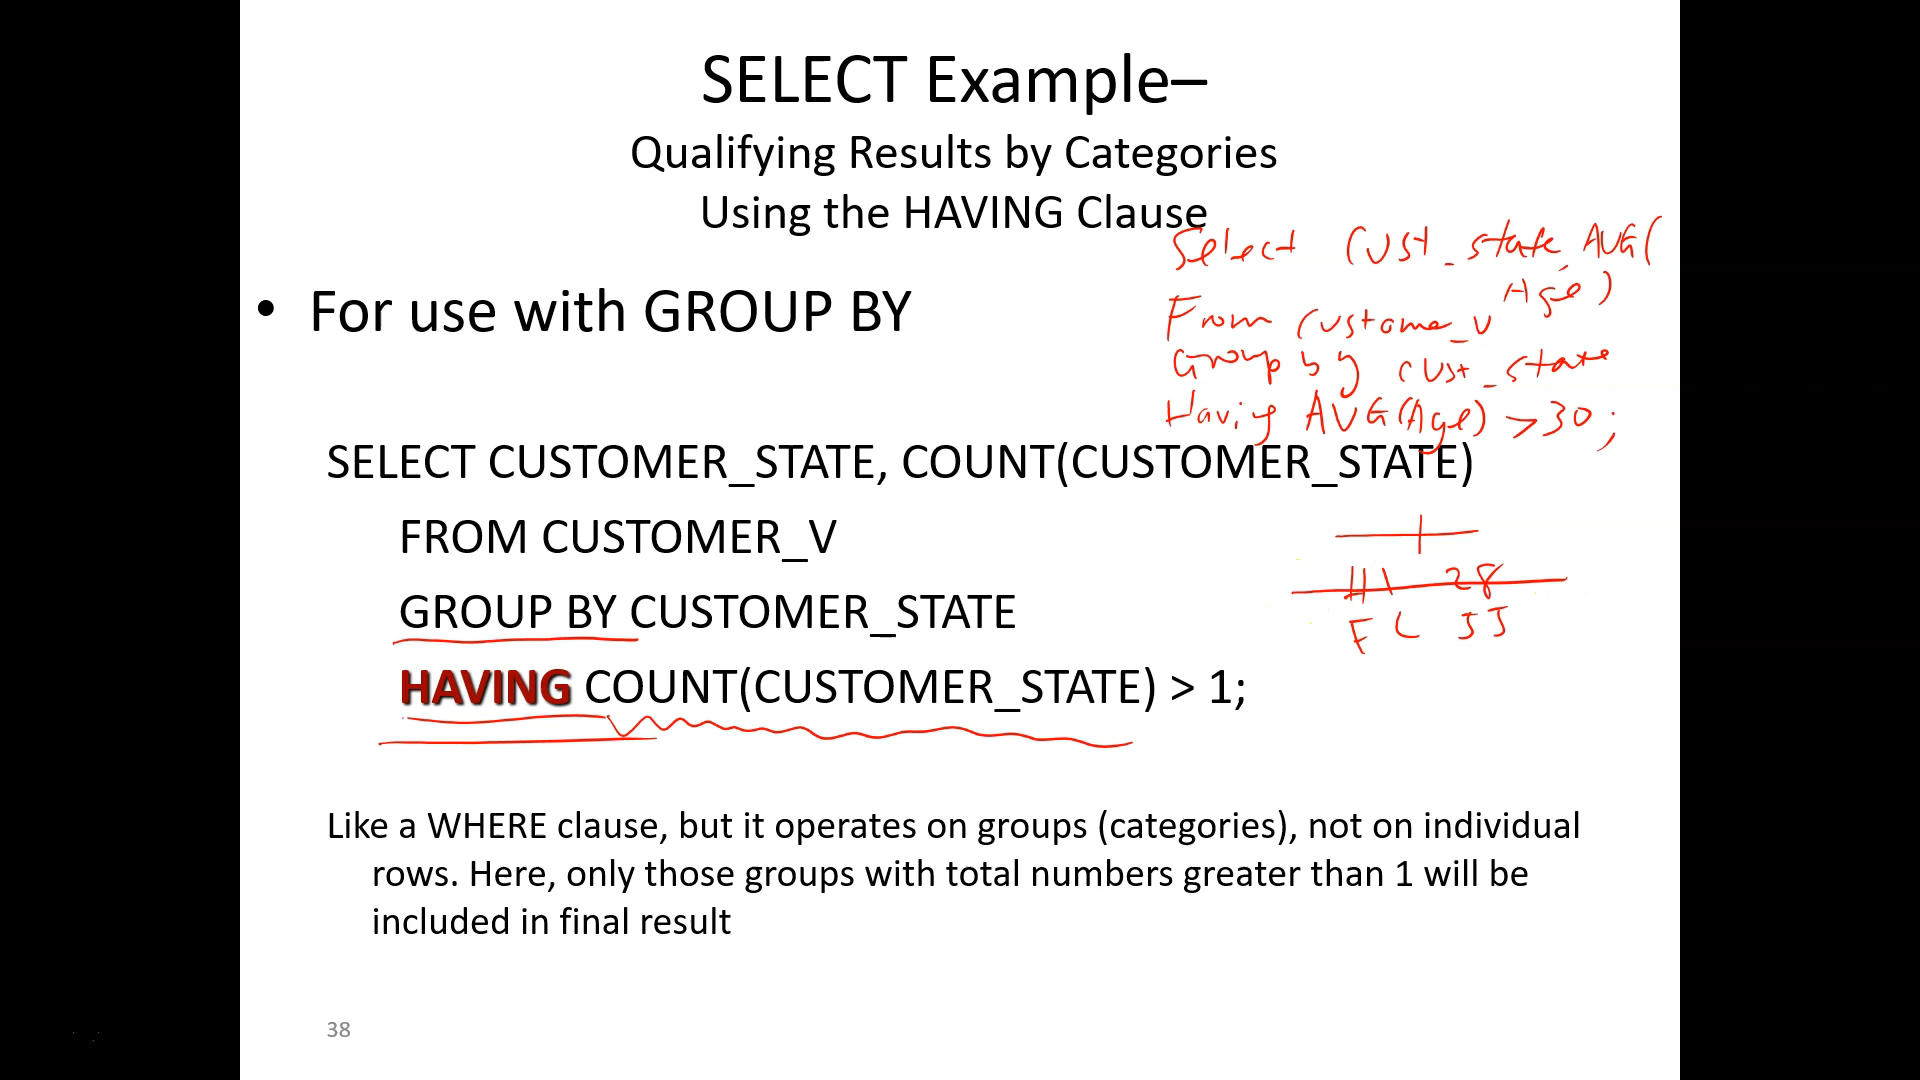 SELECT Example–
Qualifying Results by Categories
Using the HAVING Clause
Select Cust_state, AVG(
Age)
From Custome_v
Group by Cust_state
Having AVG(Age) >30;
• For use with GROUP BY
SELECT CUSTOMER_STATE, COUNT(CUSTOMER_STATE)
FROM CUSTOMER_V
GROUP BY CUSTOMER_STATE
HAVING COUNT(CUSTOMER_STATE) > 1;
HI 28
FL
Like a WHERE clause, but it operates on groups (categories), not on individual
rows. Here, only those groups with total numbers greater than 1 will be
included in final result
38